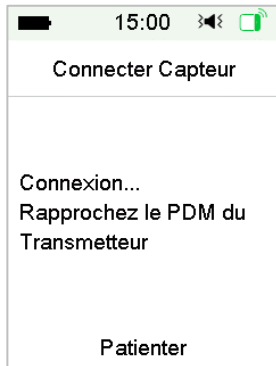 15:00
Connecter Capteur
Connexion...
Rapprochez le PDM du
Transmetteur
Patienter